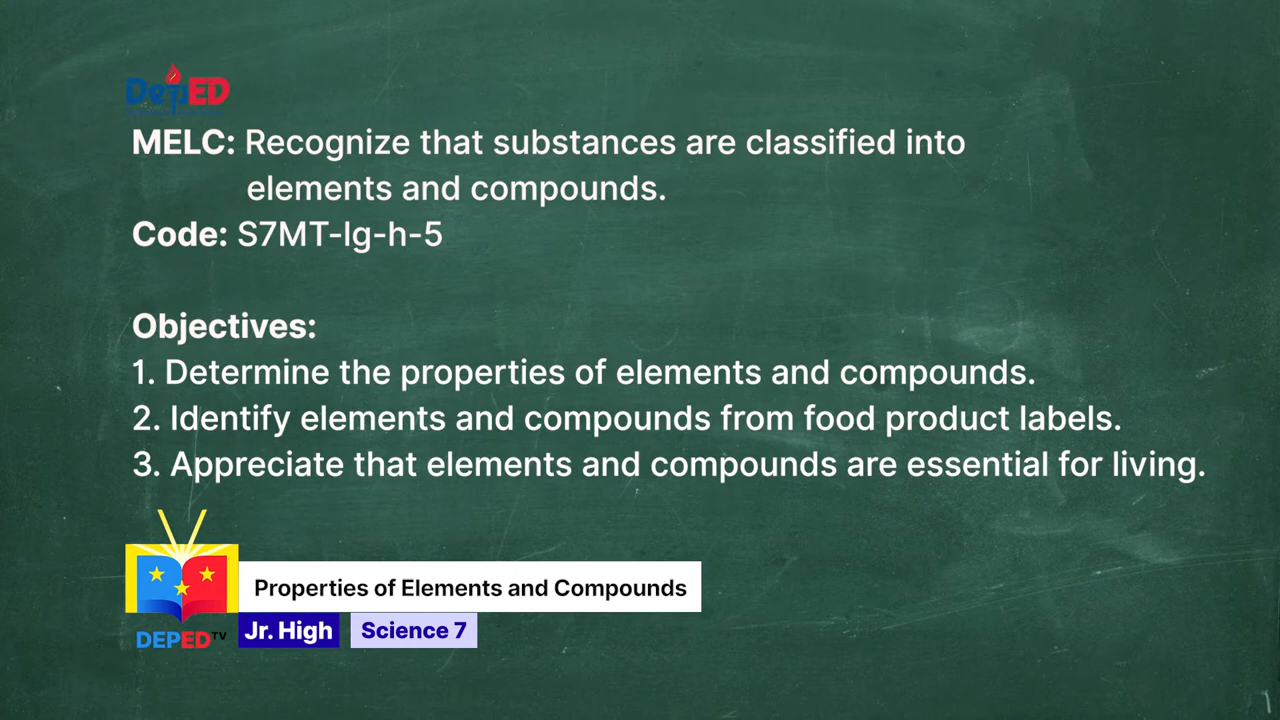 DepED
MELC: Recognize that substances are classified into
elements and compounds.
Code: S7MT-Ig-h-5
Objectives:
1. Determine the properties of elements and compounds.
2. Identify elements and compounds from food product labels.
3. Appreciate that elements and compounds are essential for living.
Properties of Elements and Compounds
DEPED TV
Jr. High
Science 7